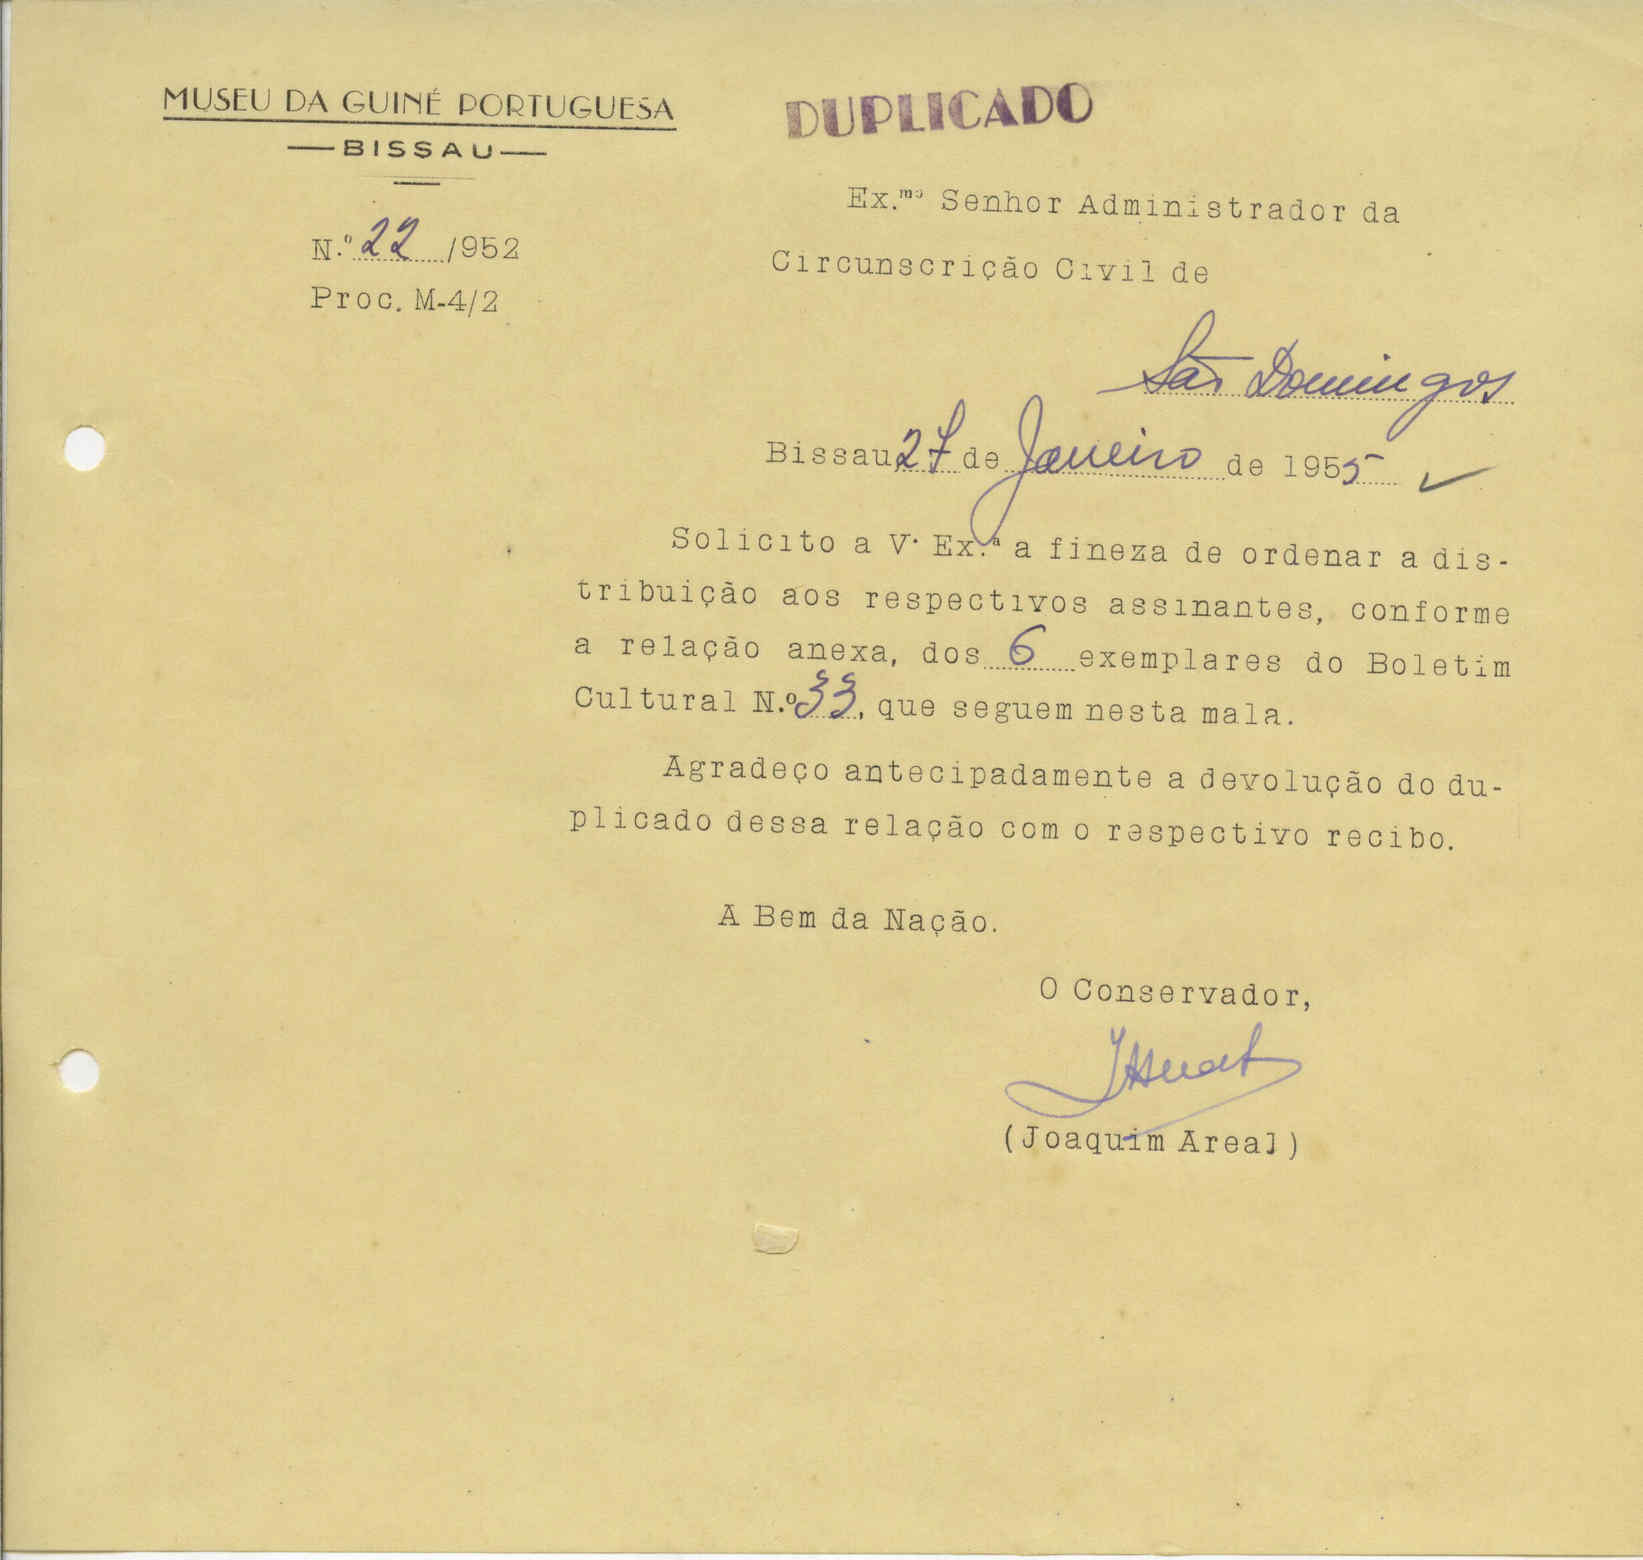 MUSEU DA GUINÉ PORTUGUESA
BISSAU
DUPLICADO
N.º 22 /952
Proc. M-4/2
Ex.mo Senhor Administrador da
Circunscrição Civil de
São Domingos
Bissau 27 de Janeiro de 1955
Solicito a V. Ex.ª a fineza de ordenar a dis-
tribuição aos respectivos assinantes, conforme
a relação anexa, dos 6 exemplares do Boletim
Cultural N.º 33, que seguem nesta mala.
Agradeço antecipadamente a devolução do du-
plicado dessa relação com o respectivo recibo.
A Bem da Nação.
O Conservador,
(Joaquim Areal)